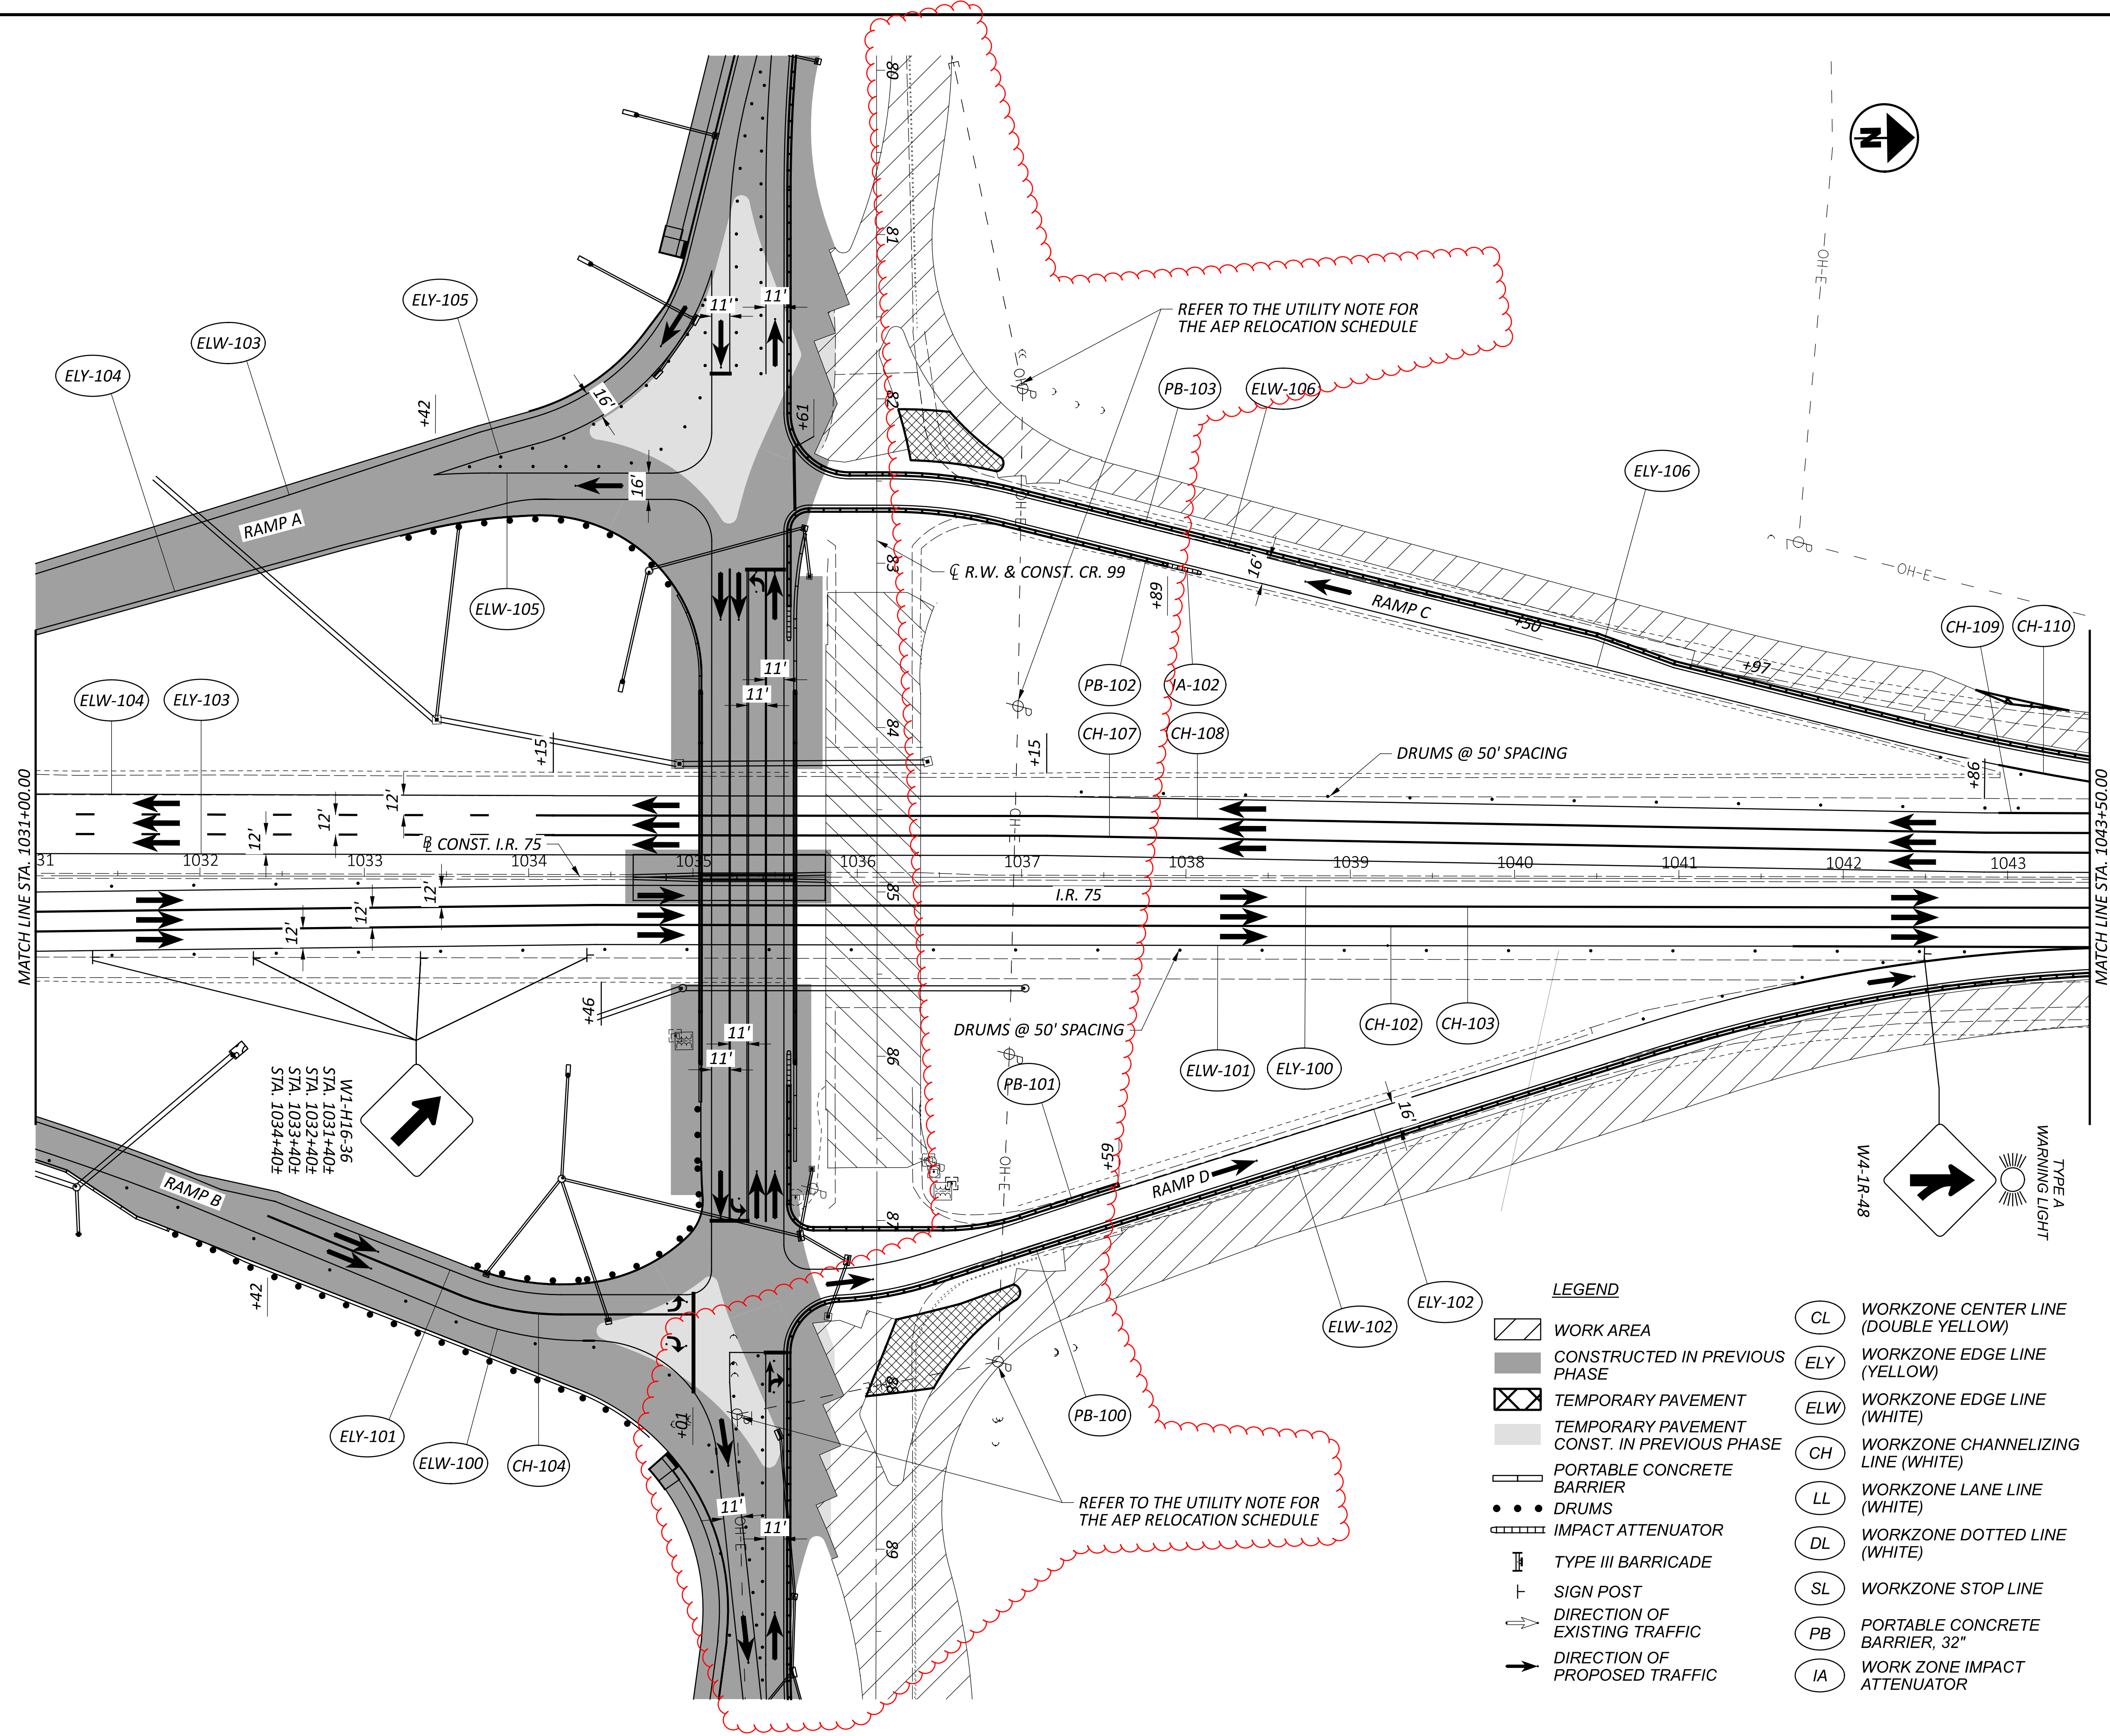 80
N
81
OH-E
ELY-105
11'
11'
REFER TO THE UTILITY NOTE FOR
THE AEP RELOCATION SCHEDULE
ELW-103
ELY-104
16'
+42
82
+61
PB-103
ELW-106
ELY-106
16'
RAMP A
OH-E
83
℄ R.W. & CONST. CR. 99
+89
16'
RAMP C
+50
OH-E
ELW-105
CH-109
CH-110
+97
11'
11'
PB-102
IA-102
ELW-104
ELY-103
84
CH-107
CH-108
+15
+15
DRUMS @ 50' SPACING
+86
12'
12'
12'
OH-E
B̲L CONST. I.R. 75
31
1032
1033
1034
1035
1036
1037
1038
1039
1040
1041
1042
1043
MATCH LINE STA. 1031+00.00
MATCH LINE STA. 1043+50.00
12'
12'
12'
85
I.R. 75
+46
DRUMS @ 50' SPACING
CH-102
CH-103
11'
11'
86
ELW-101
ELY-100
PB-101
W1-H16-36
STA. 1031+40±
STA. 1032+40±
STA. 1033+40±
STA. 1034+40±
16'
+59
OH-E
RAMP B
RAMP D
87
W4-1R-48
TYPE A
WARNING LIGHT
+42
ELY-102
ELW-102
88
PB-100
+01
ELY-101
ELW-100
CH-104
REFER TO THE UTILITY NOTE FOR
THE AEP RELOCATION SCHEDULE
11'
11'
OH-E
89
LEGEND
WORK AREA
CONSTRUCTED IN PREVIOUS
PHASE
TEMPORARY PAVEMENT
TEMPORARY PAVEMENT
CONST. IN PREVIOUS PHASE
PORTABLE CONCRETE
BARRIER
DRUMS
IMPACT ATTENUATOR
TYPE III BARRICADE
SIGN POST
DIRECTION OF
EXISTING TRAFFIC
DIRECTION OF
PROPOSED TRAFFIC
CL WORKZONE CENTER LINE
(DOUBLE YELLOW)
ELY WORKZONE EDGE LINE
(YELLOW)
ELW WORKZONE EDGE LINE
(WHITE)
CH WORKZONE CHANNELIZING
LINE (WHITE)
LL WORKZONE LANE LINE
(WHITE)
DL WORKZONE DOTTED LINE
(WHITE)
SL WORKZONE STOP LINE
PB PORTABLE CONCRETE
BARRIER, 32"
IA WORK ZONE IMPACT
ATTENUATOR